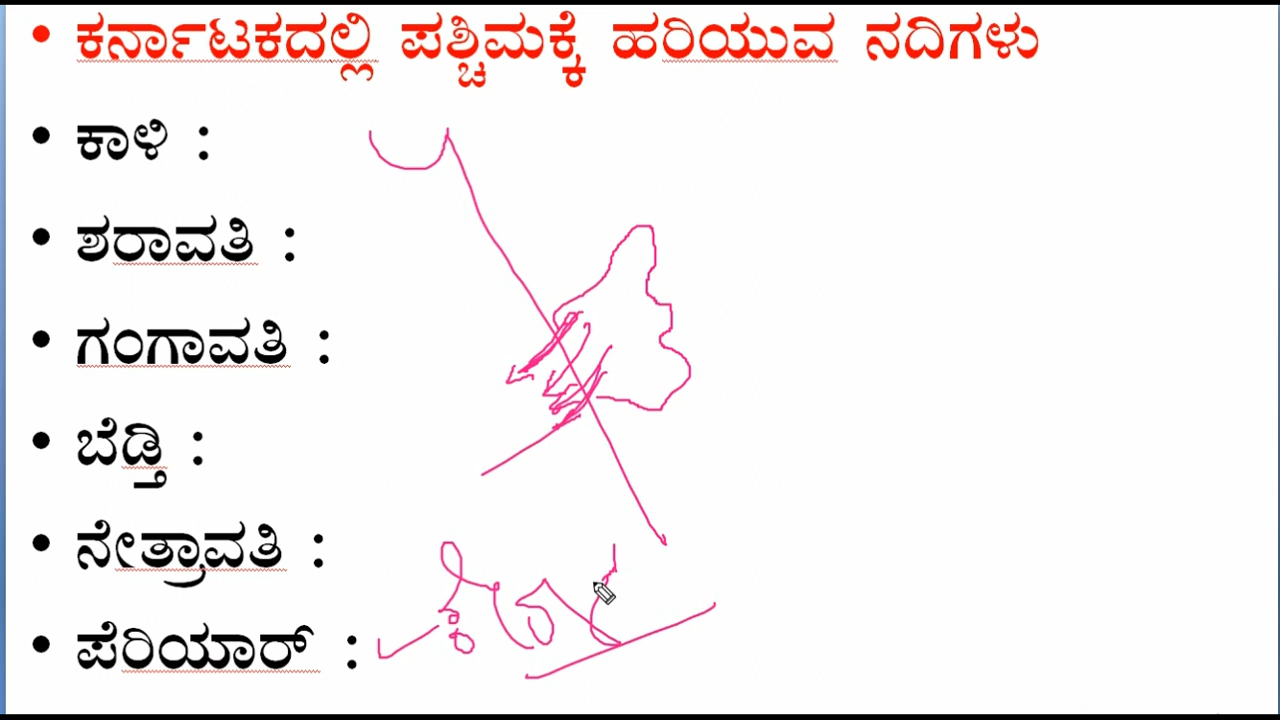 • ಕರ್ನಾಟಕದಲ್ಲಿ ಪಶ್ಚಿಮಕ್ಕೆ ಹರಿಯುವ ನದಿಗಳು
• ಕಾಳಿ :
• ಶರಾವತಿ :
• ಗಂಗಾವತಿ :
• ಬೆಡ್ತಿ :
• ನೇತ್ರಾವತಿ :
• ಪೆರಿಯಾರ್ :